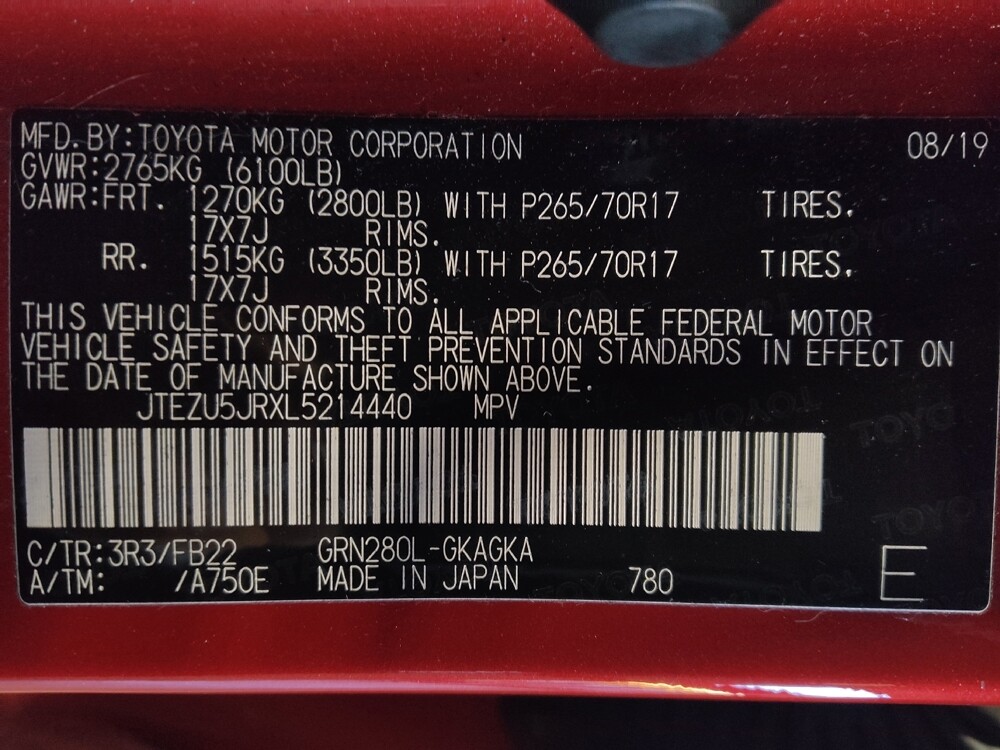 MFD. BY: TOYOTA MOTOR CORPORATION 08/19
GVWR: 2765KG (6100LB)
GAWR: FRT. 1270KG (2800LB) WITH P265/70R17 TIRES.
17X7J RIMS.
RR. 1515KG (3350LB) WITH P265/70R17 TIRES.
17X7J RIMS.
THIS VEHICLE CONFORMS TO ALL APPLICABLE FEDERAL MOTOR
VEHICLE SAFETY AND THEFT PREVENTION STANDARDS IN EFFECT ON
THE DATE OF MANUFACTURE SHOWN ABOVE.
JTEZU5JRXL5214440 MPV
C/TR: 3R3/FB22 GRN280L-GKAGKA
A/TM: /A750E MADE IN JAPAN 780 E